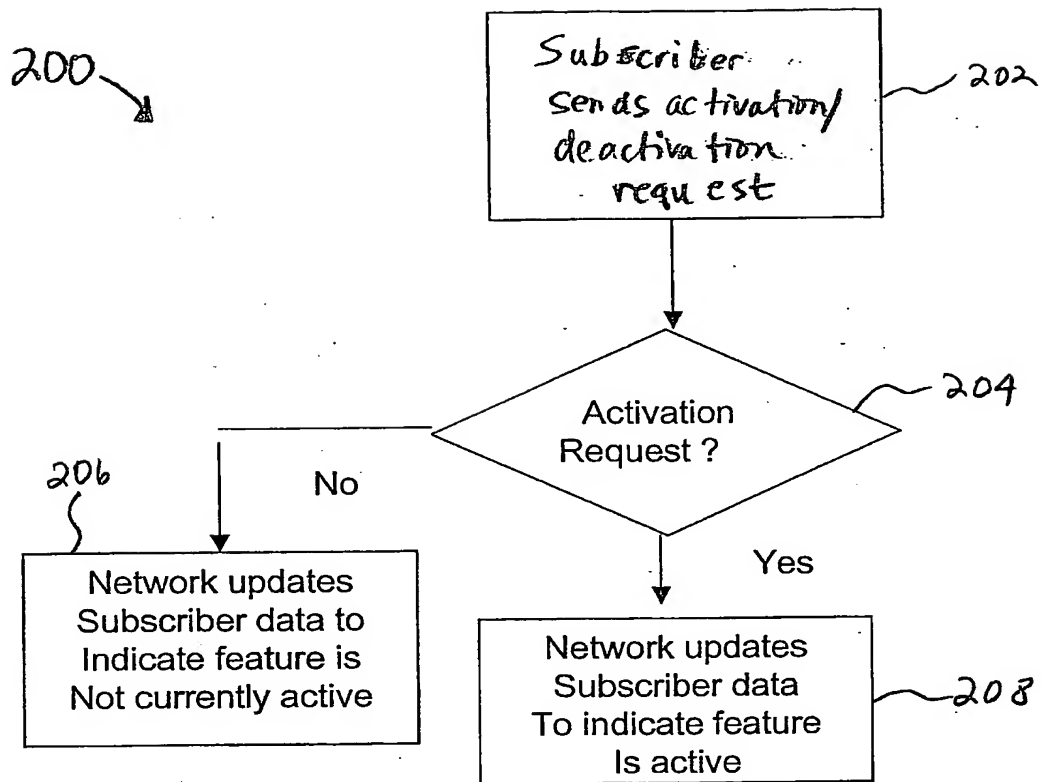 200
Subscriber
sends activation/
deactivation
request
202
Activation
Request ?
204
206
No
Yes
Network updates
Subscriber data to
Indicate feature is
Not currently active
Network updates
Subscriber data
To indicate feature
Is active
208